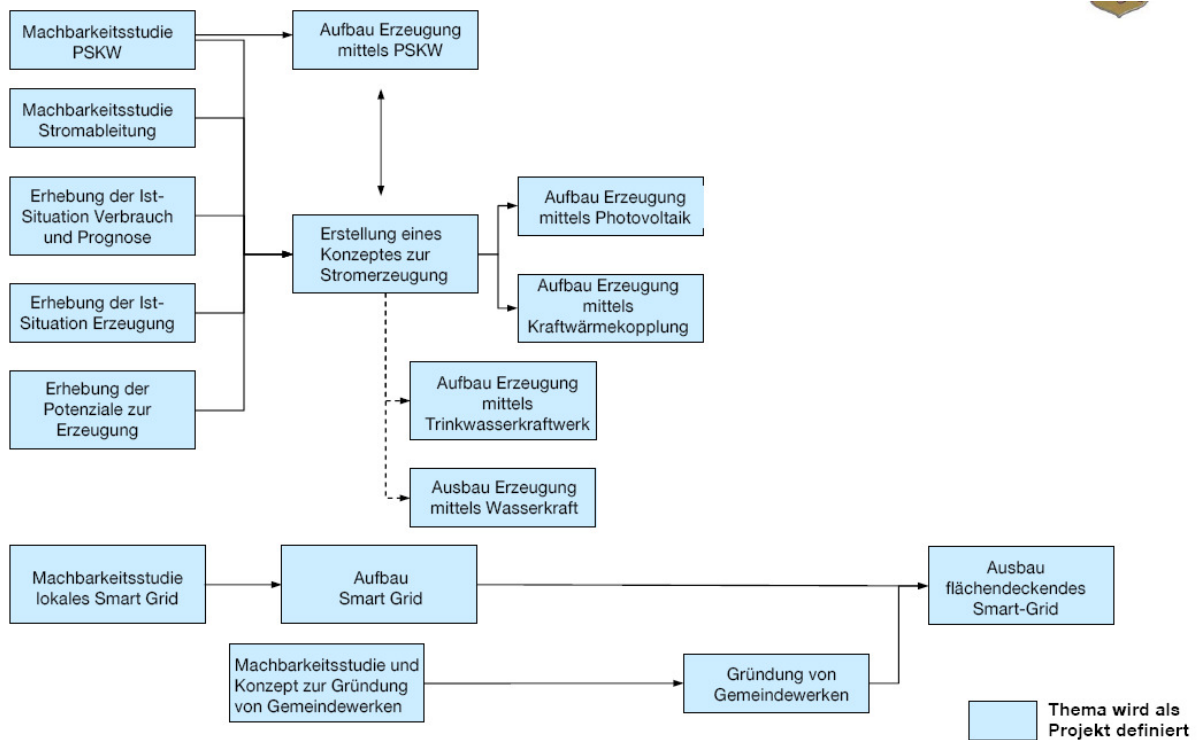 Machbarkeitsstudie
PSKW
Aufbau Erzeugung
mittels PSKW
Machbarkeitsstudie
Stromableitung
Erhebung der Ist-
Situation Verbrauch
und Prognose
Erstellung eines
Konzeptes zur
Stromerzeugung
Aufbau Erzeugung
mittels Photovoltaik
Erhebung der Ist-
Situation Erzeugung
Aufbau Erzeugung
mittels
Kraftwärmekopplung
Erhebung der
Potenziale zur
Erzeugung
Aufbau Erzeugung
mittels
Trinkwasserkraftwerk
Ausbau Erzeugung
mittels Wasserkraft
Machbarkeitsstudie
lokales Smart Grid
Aufbau
Smart Grid
Ausbau
flächendeckendes
Smart-Grid
Machbarkeitsstudie und
Konzept zur Gründung
von Gemeindewerken
Gründung von
Gemeindewerken
Thema wird als
Projekt definiert